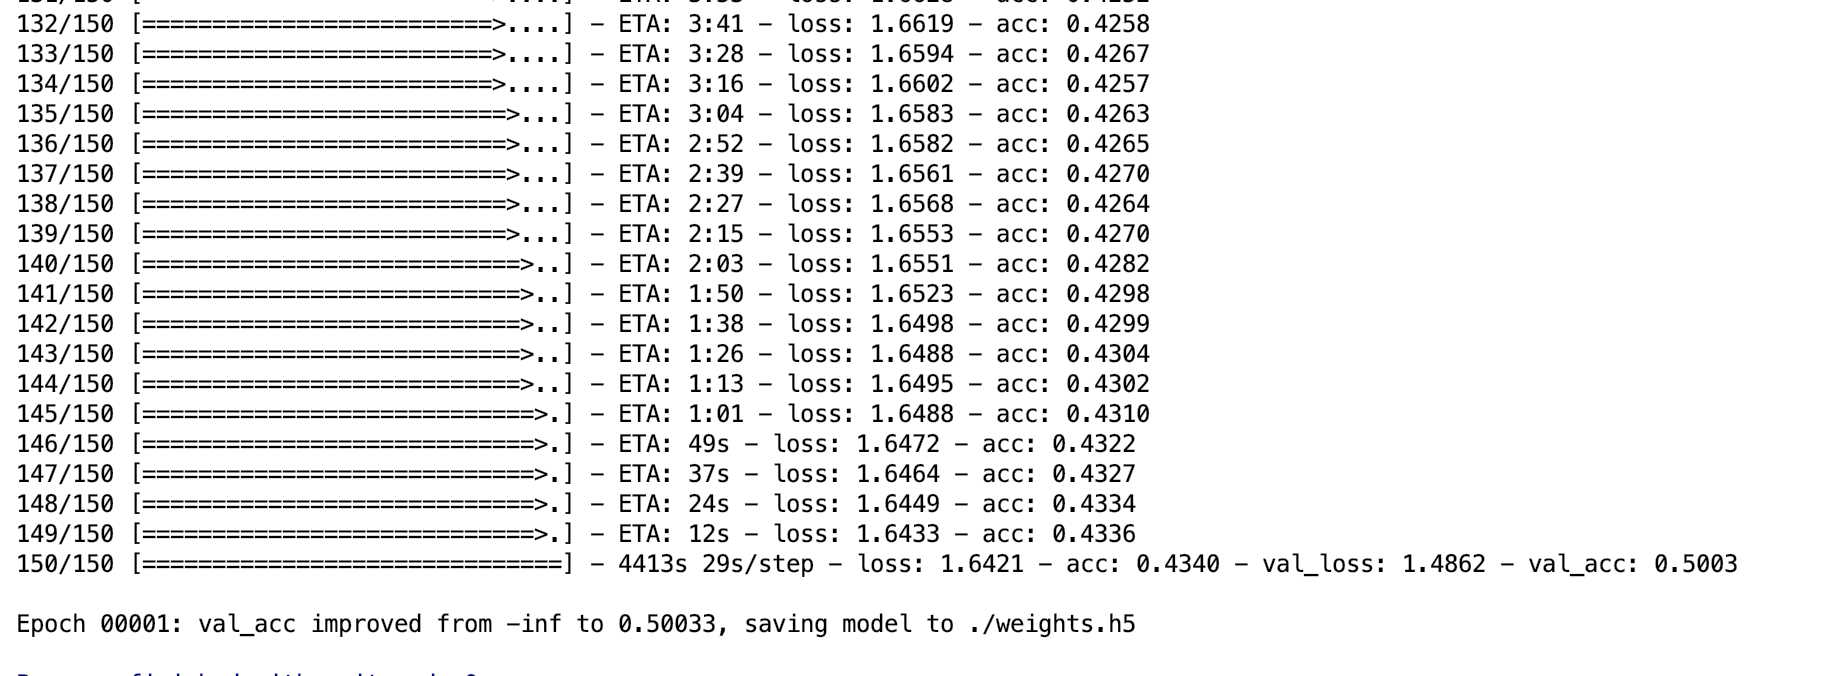 132/150 [=========================>....] - ETA: 3:41 - loss: 1.6619 - acc: 0.4258
133/150 [=========================>....] - ETA: 3:28 - loss: 1.6594 - acc: 0.4267
134/150 [=========================>....] - ETA: 3:16 - loss: 1.6602 - acc: 0.4257
135/150 [==========================>...] - ETA: 3:04 - loss: 1.6583 - acc: 0.4263
136/150 [==========================>...] - ETA: 2:52 - loss: 1.6582 - acc: 0.4265
137/150 [==========================>...] - ETA: 2:39 - loss: 1.6561 - acc: 0.4270
138/150 [==========================>...] - ETA: 2:27 - loss: 1.6568 - acc: 0.4264
139/150 [==========================>...] - ETA: 2:15 - loss: 1.6553 - acc: 0.4270
140/150 [===========================>..] - ETA: 2:03 - loss: 1.6551 - acc: 0.4282
141/150 [===========================>..] - ETA: 1:50 - loss: 1.6523 - acc: 0.4298
142/150 [===========================>..] - ETA: 1:38 - loss: 1.6498 - acc: 0.4299
143/150 [===========================>..] - ETA: 1:26 - loss: 1.6488 - acc: 0.4304
144/150 [===========================>..] - ETA: 1:13 - loss: 1.6495 - acc: 0.4302
145/150 [============================>.] - ETA: 1:01 - loss: 1.6488 - acc: 0.4310
146/150 [============================>.] - ETA: 49s - loss: 1.6472 - acc: 0.4322
147/150 [============================>.] - ETA: 37s - loss: 1.6464 - acc: 0.4327
148/150 [============================>.] - ETA: 24s - loss: 1.6449 - acc: 0.4334
149/150 [============================>.] - ETA: 12s - loss: 1.6433 - acc: 0.4336
150/150 [==============================] - 4413s 29s/step - loss: 1.6421 - acc: 0.4340 - val_loss: 1.4862 - val_acc: 0.5003
Epoch 00001: val_acc improved from -inf to 0.50033, saving model to ./weights.h5